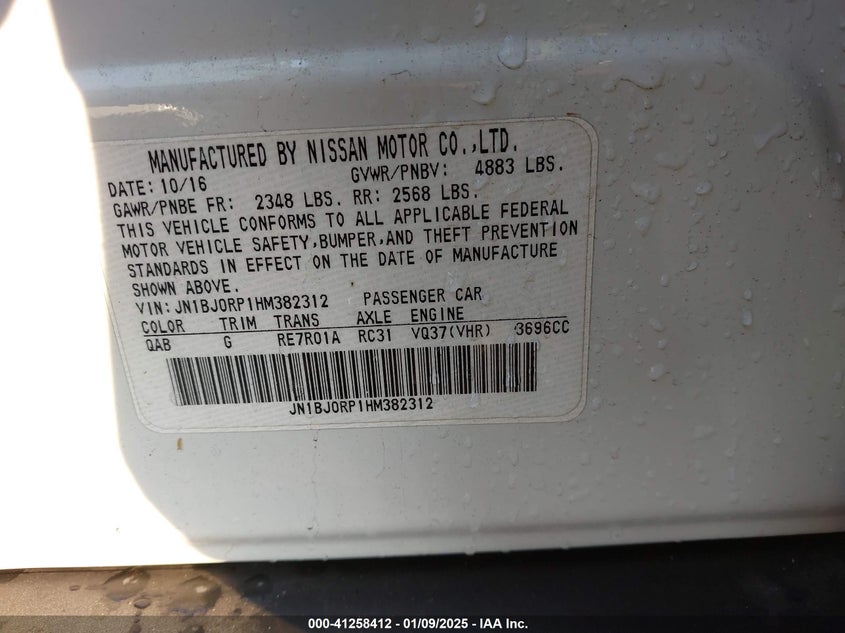 MANUFACTURED BY NISSAN MOTOR CO.,LTD.
DATE: 10/16 GVWR/PNBV: 4883 LBS.
GAWR/PNBE FR: 2348 LBS. RR: 2568 LBS.
THIS VEHICLE CONFORMS TO ALL APPLICABLE FEDERAL
MOTOR VEHICLE SAFETY,BUMPER,AND THEFT PREVENTION
STANDARDS IN EFFECT ON THE DATE OF MANUFACTURE
SHOWN ABOVE.
VIN: JN1BJ0RP1HM382312 PASSENGER CAR
COLOR TRIM TRANS AXLE ENGINE
QAB G RE7R01A RC31 VQ37(VHR) 3696CC
JN1BJ0RP1HM382312
000-41258412 - 01/09/2025 - IAA Inc.